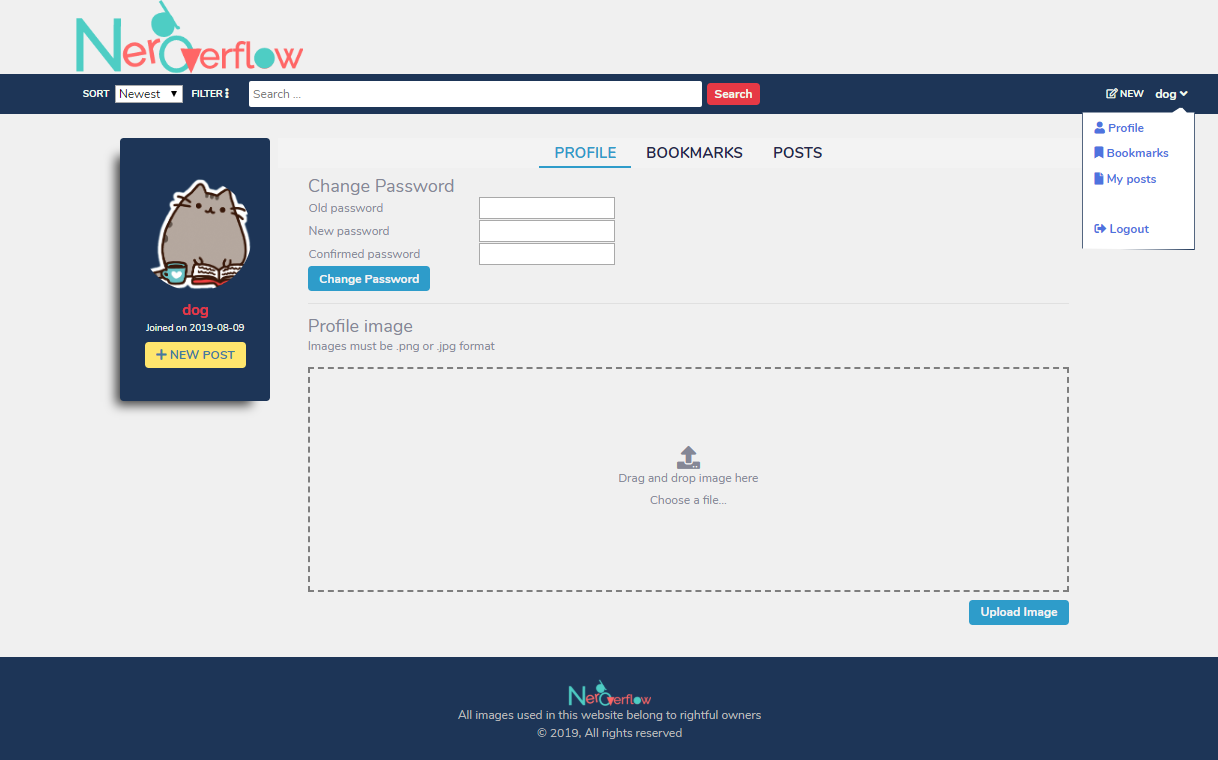 NerOverflow
SORT Newest FILTER Search ... Search NEW dog
Profile
Bookmarks
My posts
Logout
dog
Joined on 2019-08-09
NEW POST
PROFILE BOOKMARKS POSTS
Change Password
Old password
New password
Confirmed password
Change Password
Profile image
Images must be .png or .jpg format
Drag and drop image here
Choose a file...
Upload Image
NerOverflow
All images used in this website belong to rightful owners
© 2019, All rights reserved